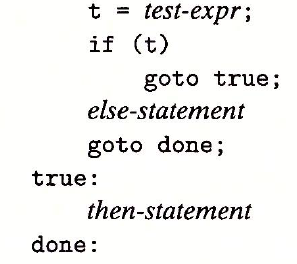 t = test-expr;
if (t)
goto true;
else-statement
goto done;
true:
then-statement
done: